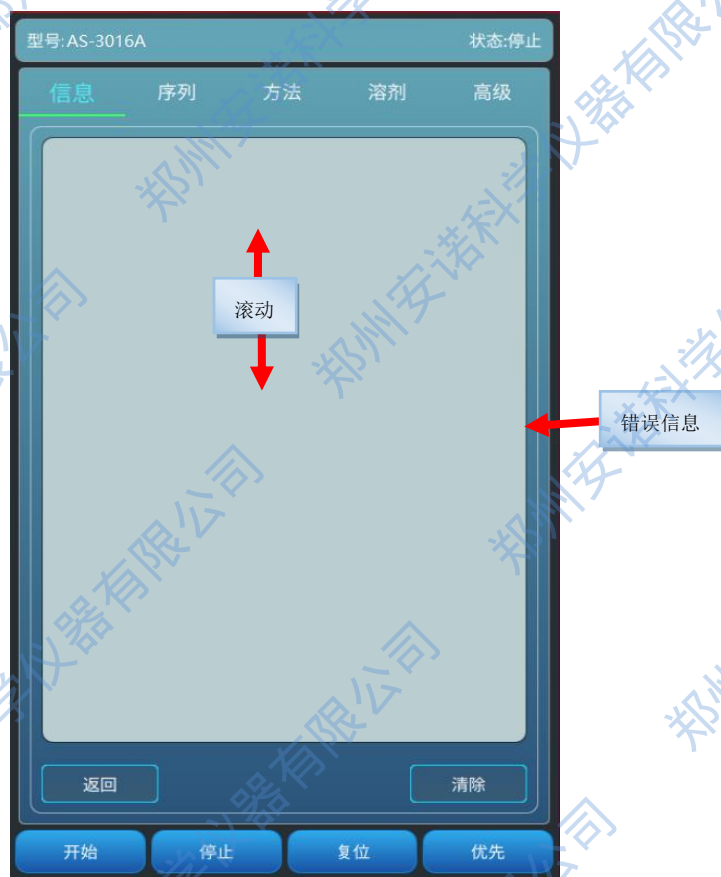 型号:AS-3016A 状态:停止
信息 序列 方法 溶剂 高级
滚动
错误信息
返回 清除
开始 停止 复位 优先
郑州安诺科学仪器有限公司